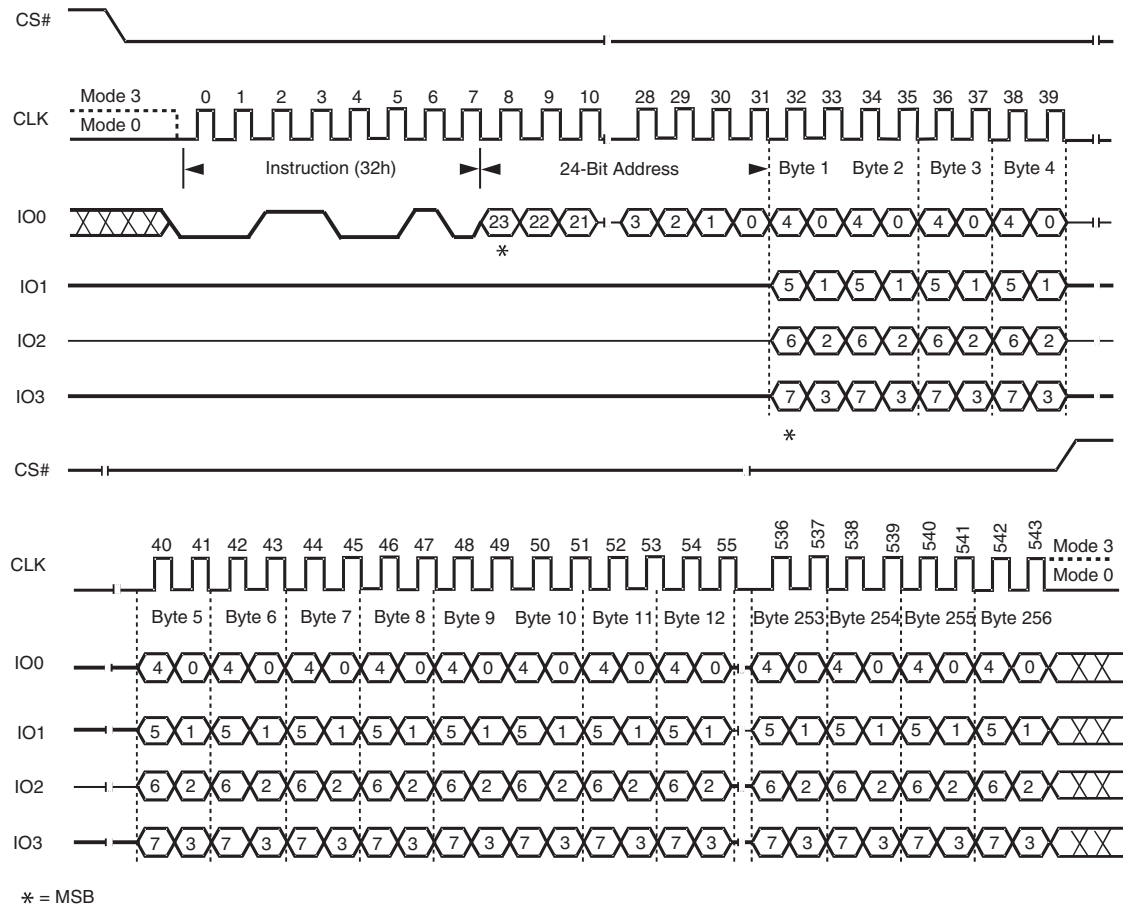 CS#
Mode 3 0 1 2 3 4 5 6 7 8 9 10 28 29 30 31 32 33 34 35 36 37 38 39
CLK Mode 0
Instruction (32h) 24-Bit Address Byte 1 Byte 2 Byte 3 Byte 4
IO0 23 22 21 3 2 1 0 4 0 4 0 4 0 4 0
*
IO1 5 1 5 1 5 1 5 1
IO2 6 2 6 2 6 2 6 2
IO3 7 3 7 3 7 3 7 3
*
CS#
40 41 42 43 44 45 46 47 48 49 50 51 52 53 54 55 536 537 538 539 540 541 542 543 Mode 3
CLK Mode 0
Byte 5 Byte 6 Byte 7 Byte 8 Byte 9 Byte 10 Byte 11 Byte 12 Byte 253 Byte 254 Byte 255 Byte 256
IO0 4 0 4 0 4 0 4 0 4 0 4 0 4 0 4 0 4 0 4 0 4 0 4 0
IO1 5 1 5 1 5 1 5 1 5 1 5 1 5 1 5 1 5 1 5 1 5 1 5 1
IO2 6 2 6 2 6 2 6 2 6 2 6 2 6 2 6 2 6 2 6 2 6 2 6 2
IO3 7 3 7 3 7 3 7 3 7 3 7 3 7 3 7 3 7 3 7 3 7 3 7 3
* = MSB